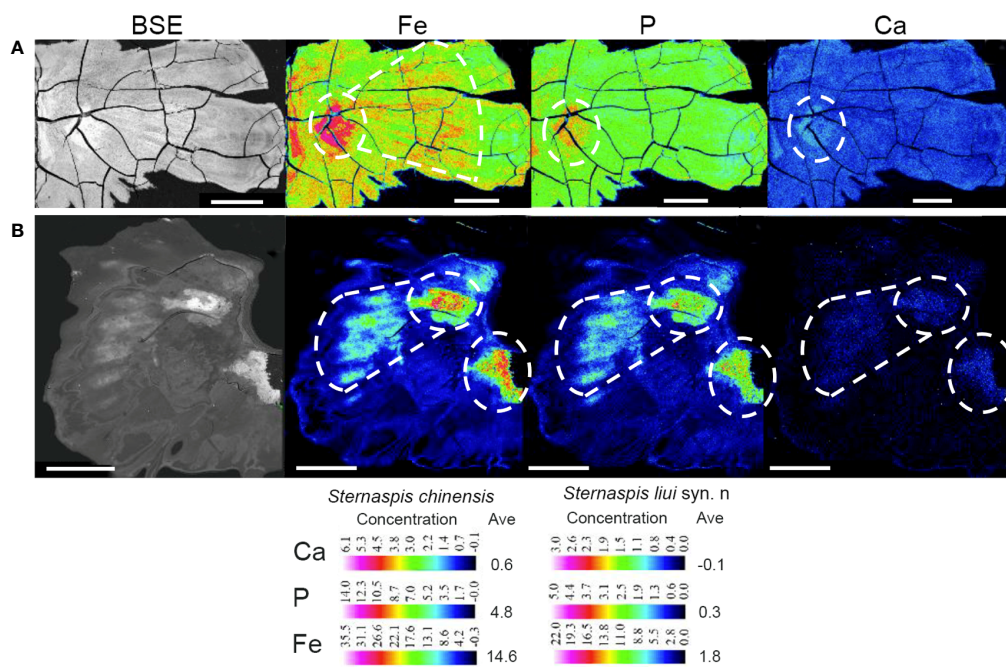 BSE Fe P Ca
A
B
Sternaspis chinensis Sternaspis liui syn. n
Concentration Ave Concentration Ave
Ca 6.1 5.3 4.5 3.8 3.0 2.2 1.4 0.7 -0.1 0.6 3.0 2.6 2.3 1.9 1.5 1.1 0.8 0.4 0.0 -0.1
P 14.0 12.3 10.5 8.7 7.0 5.2 3.5 1.7 -0.0 4.8 5.0 4.4 3.7 3.1 2.5 1.9 1.3 0.6 0.0 0.3
Fe 35.5 31.1 26.6 22.1 17.6 13.1 8.6 4.2 -0.3 14.6 22.0 19.3 16.5 13.8 11.0 8.8 5.5 2.8 0.0 1.8